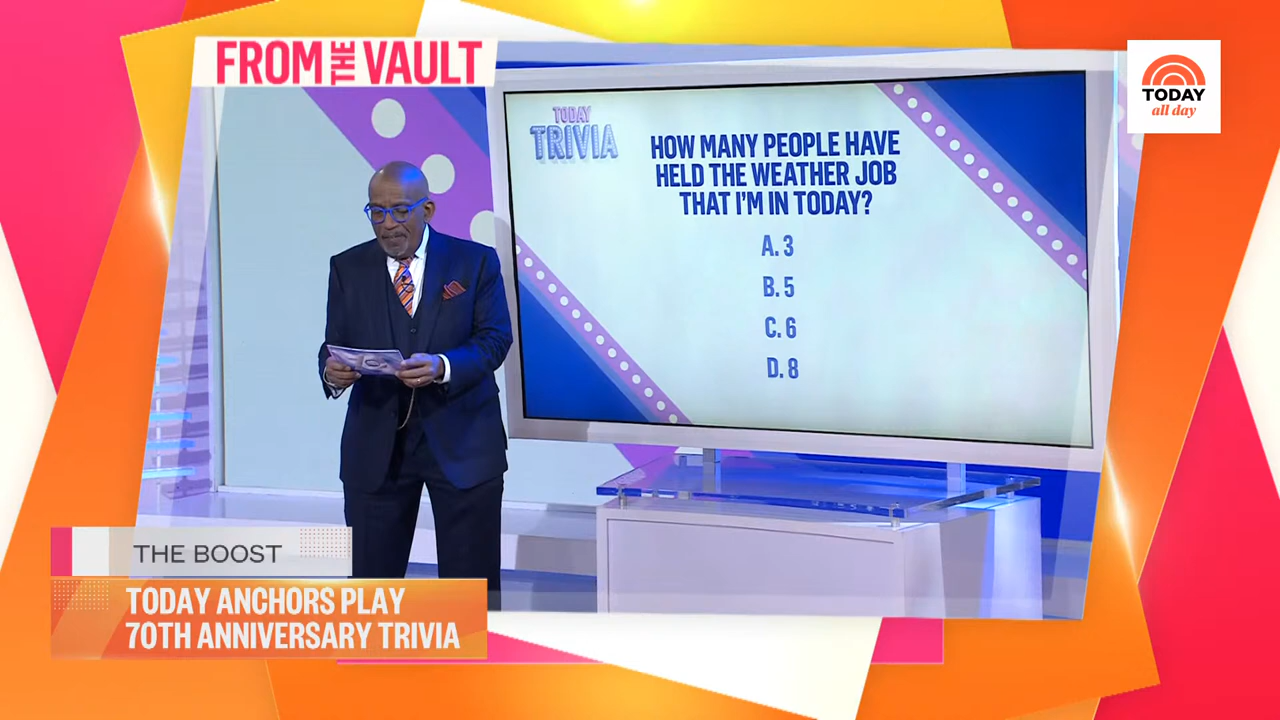 FROM THE VAULT
TODAY
all day
TODAY
TRIVIA
HOW MANY PEOPLE HAVE
HELD THE WEATHER JOB
THAT I'M IN TODAY?
A. 3
B. 5
C. 6
D. 8
THE BOOST
TODAY ANCHORS PLAY
70TH ANNIVERSARY TRIVIA